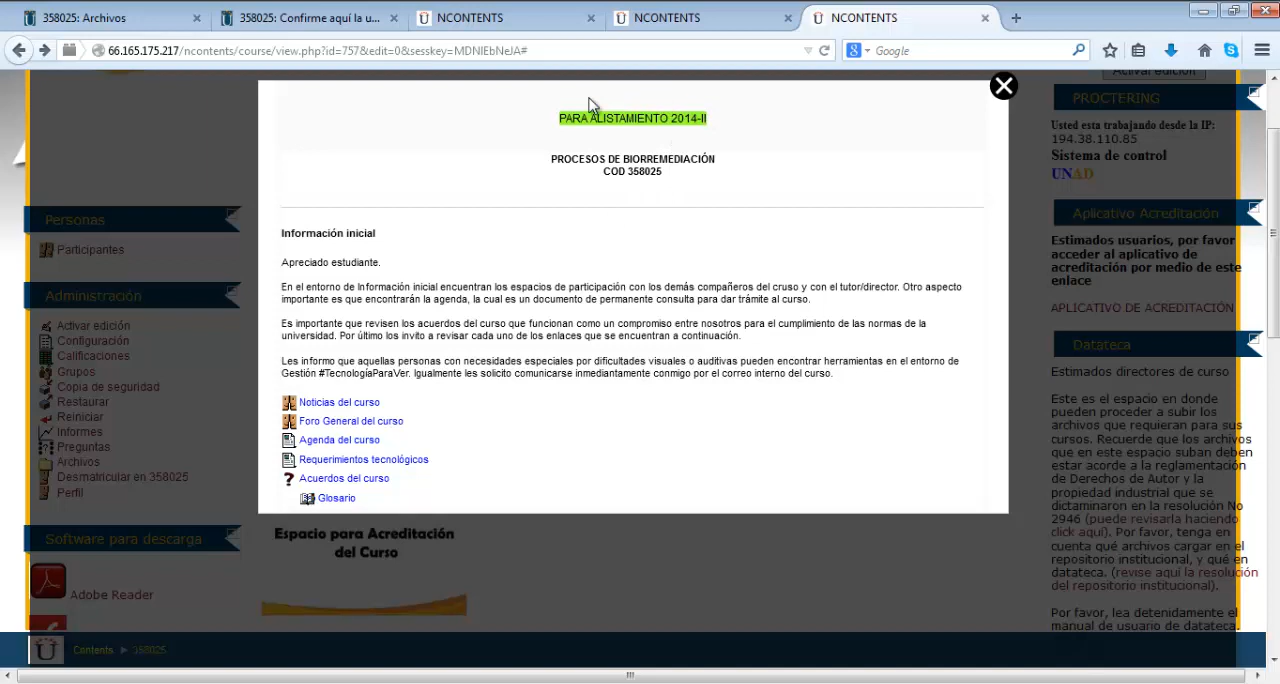 358025: Archivos
358025: Confirme aquí la u...
NCONTENTS
NCONTENTS
NCONTENTS
66.165.175.217/ncontents/course/view.php?id=757&edit=0&sesskey=MDNIEbNeJA#
Google
Activar edición
PARA ALISTAMIENTO 2014-II
PROCESOS DE BIORREMEDIACIÓN
COD 358025
Información inicial
Apreciado estudiante.
En el entorno de Información inicial encuentran los espacios de participación con los demás compañeros del cruso y con el tutor/director. Otro aspecto
importante es que encontrarán la agenda, la cual es un documento de permanente consulta para dar trámite al curso.
Es importante que revisen los acuerdos del curso que funcionan como un compromiso entre nosotros para el cumplimiento de las normas de la
universidad. Por último los invito a revisar cada uno de los enlaces que se encuentran a continuación.
Les informo que aquellas personas con necesidades especiales por dificultades visuales o auditivas pueden encontrar herramientas en el entorno de
Gestión #TecnologíaParaVer. Igualmente les solicito comunicarse inmediantamente conmigo por el correo interno del curso.
Noticias del curso
Foro General del curso
Agenda del curso
Requerimientos tecnológicos
Acuerdos del curso
Glosario
Personas
Participantes
Administración
Activar edición
Configuración
Calificaciones
Grupos
Copia de seguridad
Restaurar
Reiniciar
Informes
Preguntas
Archivos
Desmatricular en 358025
Perfil
Software para descarga
Adobe Reader
Espacio para Acreditación
del Curso
PROCTERING
Usted esta trabajando desde la IP:
194.38.110.85
Sistema de control
UNAD
Aplicativo Acreditación
Estimados usuarios, por favor
acceder al aplicativo de
acreditación por medio de este
enlace
APLICATIVO DE ACREDITACIÓN
Datateca
Estimados directores de curso
Este es el espacio en donde
pueden proceder a subir los
archivos que requieran para sus
cursos. Recuerde que los archivos
que en este espacio suban deben
estar acorde a la reglamentación
de Derechos de Autor y la
propiedad industrial que se
dictaminaron en la resolución No
2946 (puede revisarla haciendo
click aquí). Por favor, tenga en
cuenta qué archivos cargar en el
repositorio institucional, y qué en
datateca. (revise aquí la resolución
del repositorio institucional).
Por favor, lea detenidamente el
manual de usuario de datateca.
Contents ► 358025